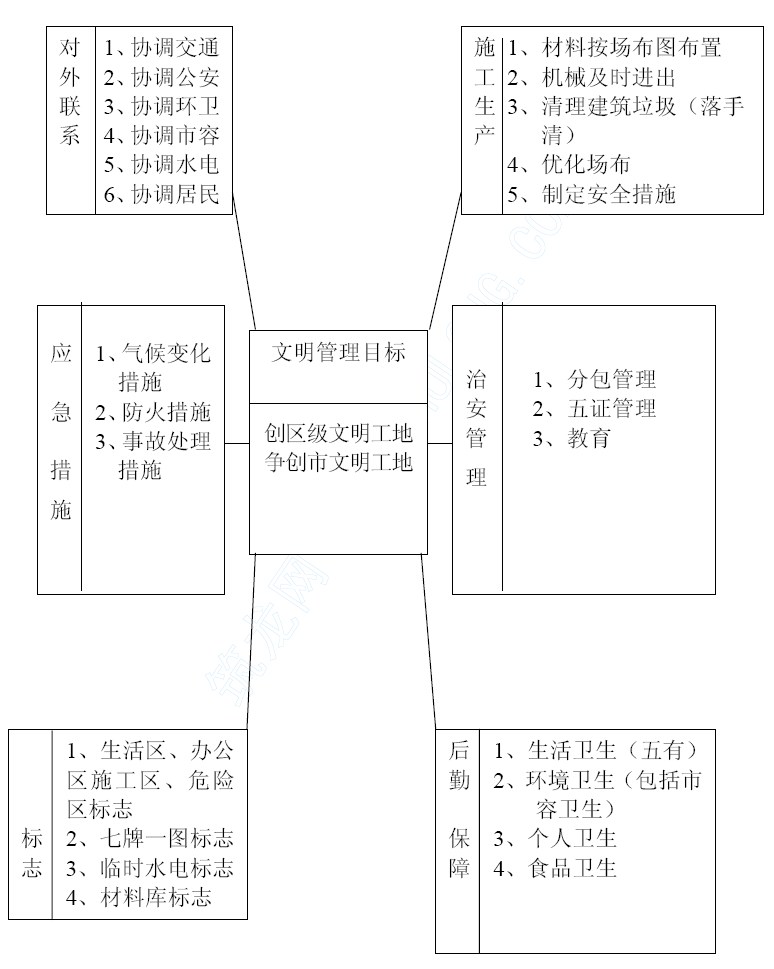 对外联系
1、协调交通
2、协调公安
3、协调环卫
4、协调市容
5、协调水电
6、协调居民
施工生产
1、材料按场布图布置
2、机械及时进出
3、清理建筑垃圾（落手
清）
4、优化场布
5、制定安全措施
应急措施
1、气候变化
措施
2、防火措施
3、事故处理
措施
文明管理目标
创区级文明工地
争创市文明工地
治安管理
1、分包管理
2、五证管理
3、教育
标志
1、生活区、办公
区施工区、危险
区标志
2、七牌一图标志
3、临时水电标志
4、材料库标志
后勤保障
1、生活卫生（五有）
2、环境卫生（包括市
容卫生）
3、个人卫生
4、食品卫生
筑龙网